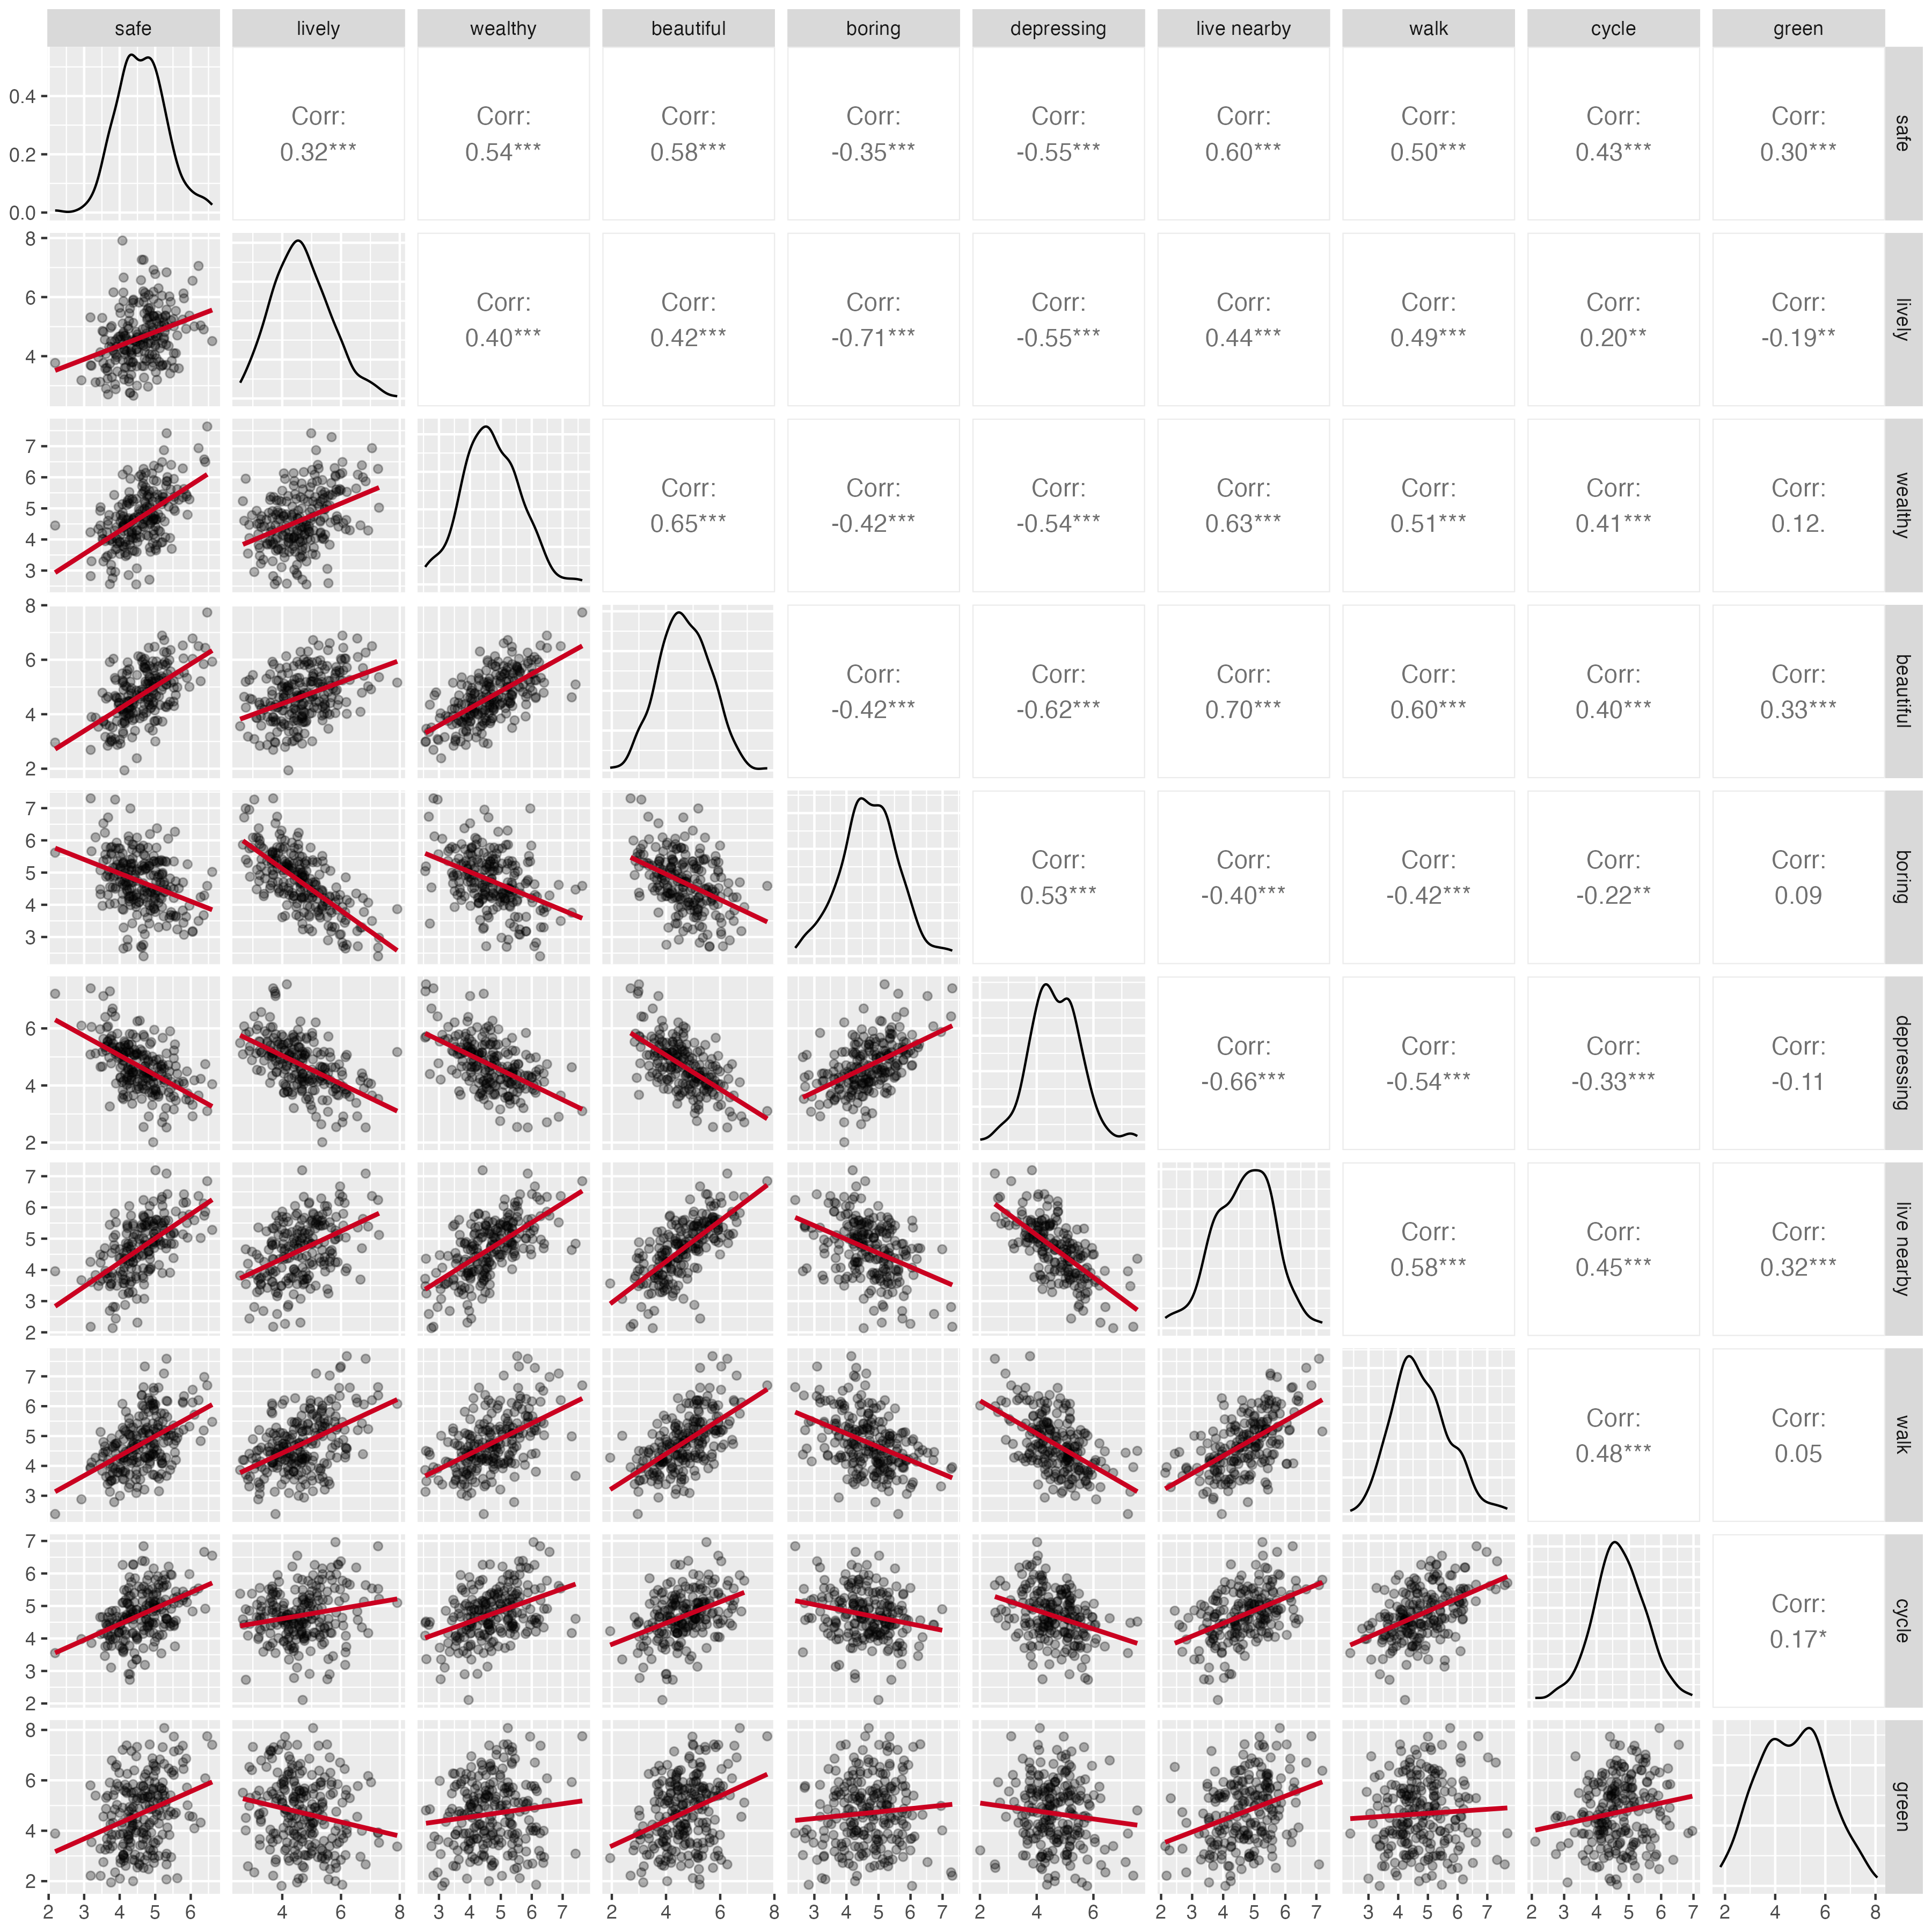 safe lively wealthy beautiful boring depressing live nearby walk cycle green
Corr: Corr: Corr: Corr: Corr: Corr: Corr: Corr: Corr:
0.4
0.32*** 0.54*** 0.58*** -0.35*** -0.55*** 0.60*** 0.50*** 0.43*** 0.30***
0.2
0.0
safe
8
Corr: Corr: Corr: Corr: Corr: Corr: Corr: Corr:
6
0.40*** 0.42*** -0.71*** -0.55*** 0.44*** 0.49*** 0.20** -0.19**
4
lively
7
Corr: Corr: Corr: Corr: Corr: Corr: Corr:
6
5
0.65*** -0.42*** -0.54*** 0.63*** 0.51*** 0.41*** 0.12.
4
3
wealthy
8
Corr: Corr: Corr: Corr: Corr: Corr:
6
-0.42*** -0.62*** 0.70*** 0.60*** 0.40*** 0.33***
4
2
beautiful
7
Corr: Corr: Corr: Corr: Corr:
6
5
0.53*** -0.40*** -0.42*** -0.22** 0.09
4
3
boring
Corr: Corr: Corr: Corr:
6
-0.66*** -0.54*** -0.33*** -0.11
4
2
depressing
7
Corr: Corr: Corr:
6
5
0.58*** 0.45*** 0.32***
4
3
2
live nearby
7
Corr: Corr:
6
5
0.48*** 0.05
4
3
walk
7
Corr:
6
5
0.17*
4
3
2
cycle
8
6
4
2
green
2 3 4 5 6 4 6 8 3 4 5 6 7 2 4 6 8 3 4 5 6 7 2 4 6 2 3 4 5 6 7 3 4 5 6 7 2 3 4 5 6 7 2 4 6 8